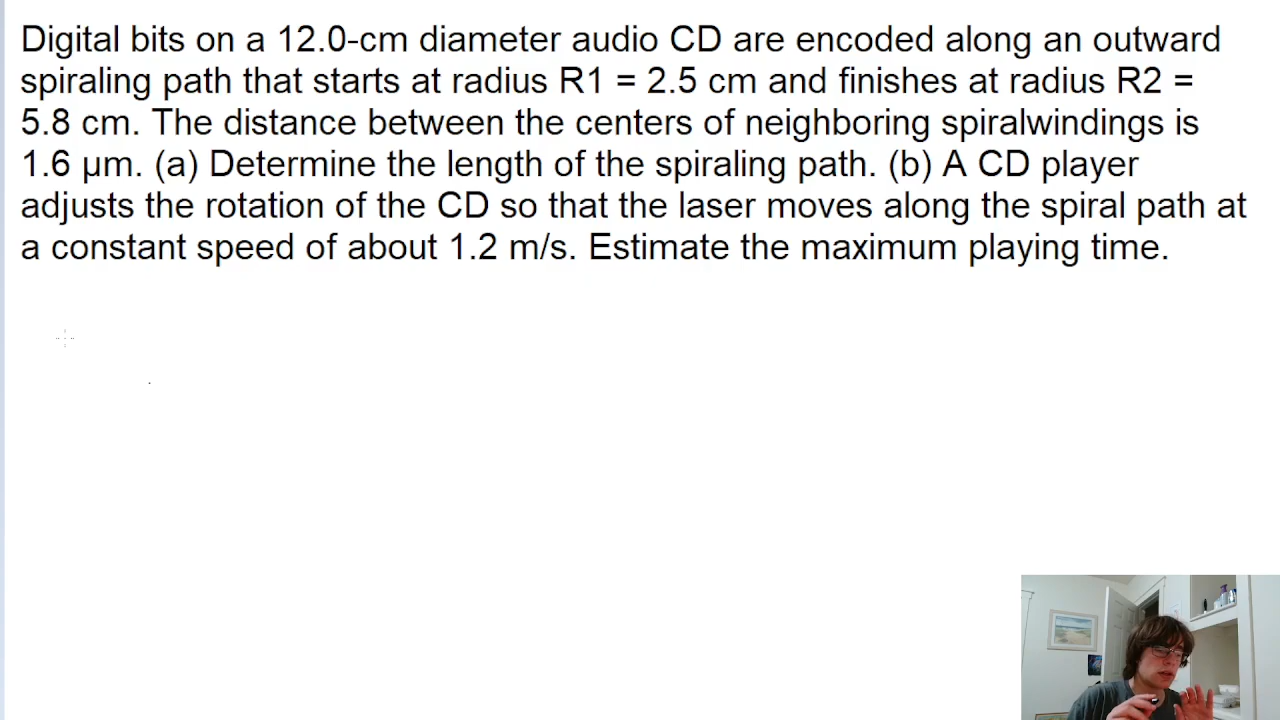 Digital bits on a 12.0-cm diameter audio CD are encoded along an outward
spiraling path that starts at radius R1 = 2.5 cm and finishes at radius R2 =
5.8 cm. The distance between the centers of neighboring spiralwindings is
1.6 μm. (a) Determine the length of the spiraling path. (b) A CD player
adjusts the rotation of the CD so that the laser moves along the spiral path at
a constant speed of about 1.2 m/s. Estimate the maximum playing time.